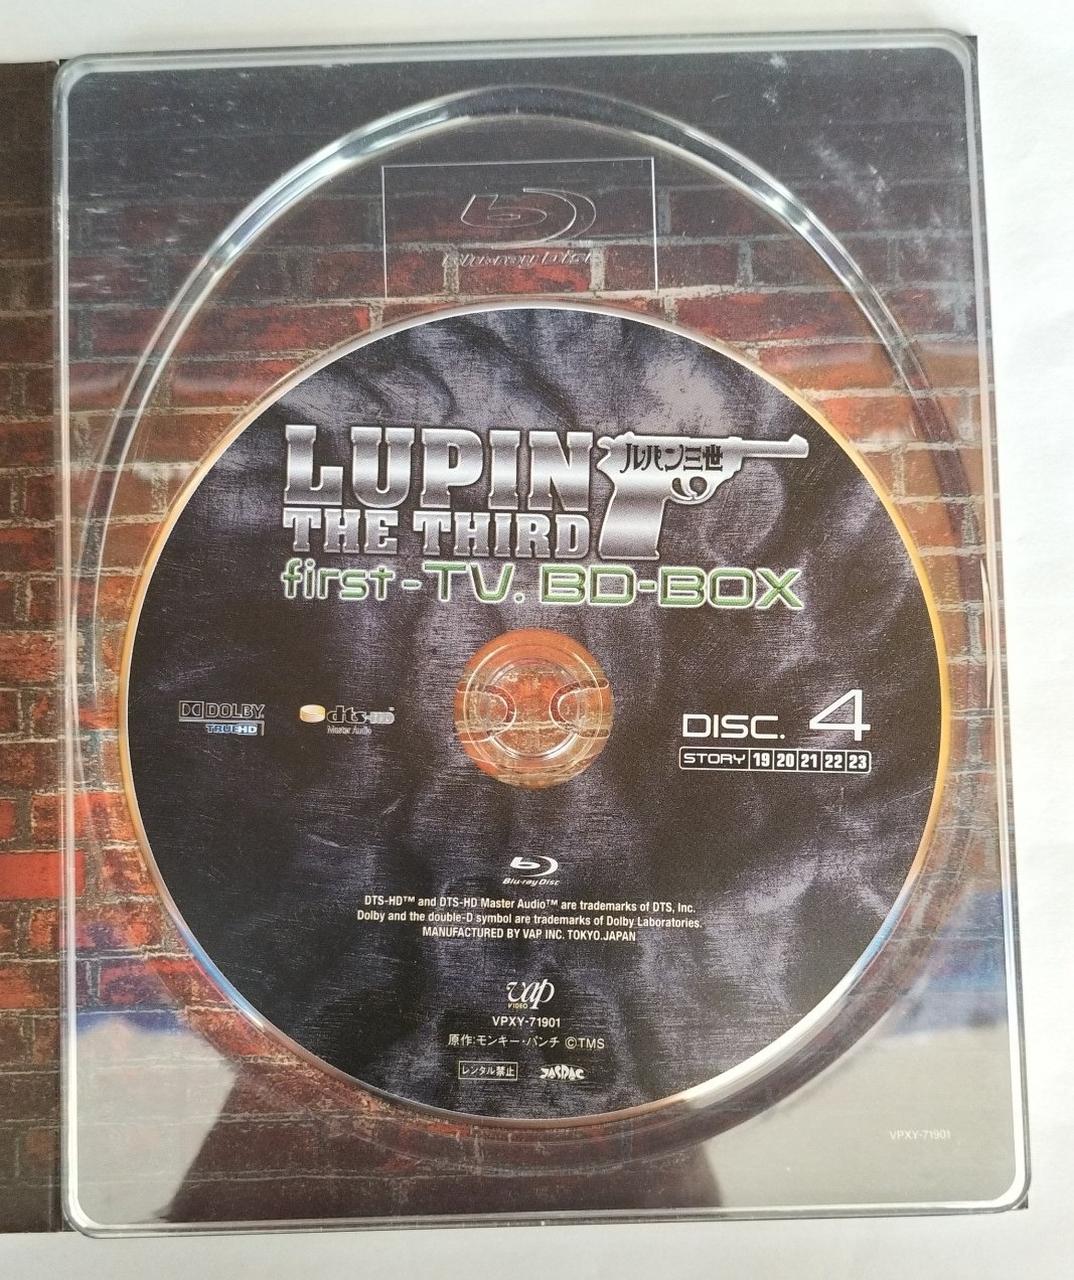 Blu-ray Disc
LUPIN
THE THIRD
ルパン三世
first-TV. BD-BOX
DOLBY
TRUEHD
dts-HD
Master Audio
DISC. 4
STORY 19 20 21 22 23
Blu-ray Disc
DTS-HD™ and DTS-HD Master Audio™ are trademarks of DTS, Inc.
Dolby and the double-D symbol are trademarks of Dolby Laboratories.
MANUFACTURED BY VAP INC. TOKYO.JAPAN
vap
VIDEO
VPXY-71901
原作:モンキー・パンチ ©TMS
レンタル禁止 JASRAC
VPXY-71901